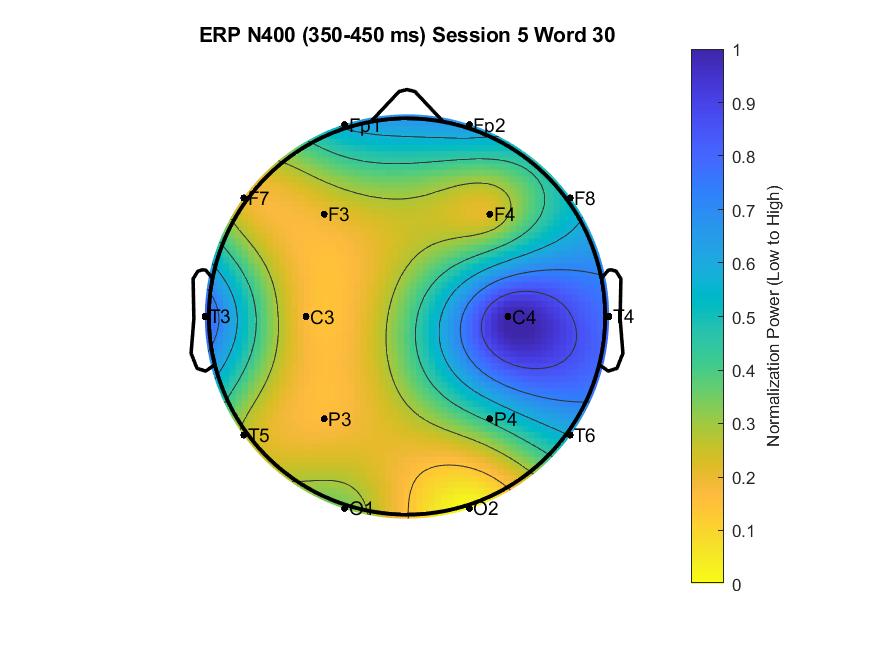 ERP N400 (350-450 ms) Session 5 Word 30
Fp1 Fp2
F7 F3 F4 F8
T3 C3 C4 T4
T5 P3 P4 T6
O1 O2
1
0.9
0.8
0.7
0.6
0.5
0.4
0.3
0.2
0.1
0
Normalization Power (Low to High)